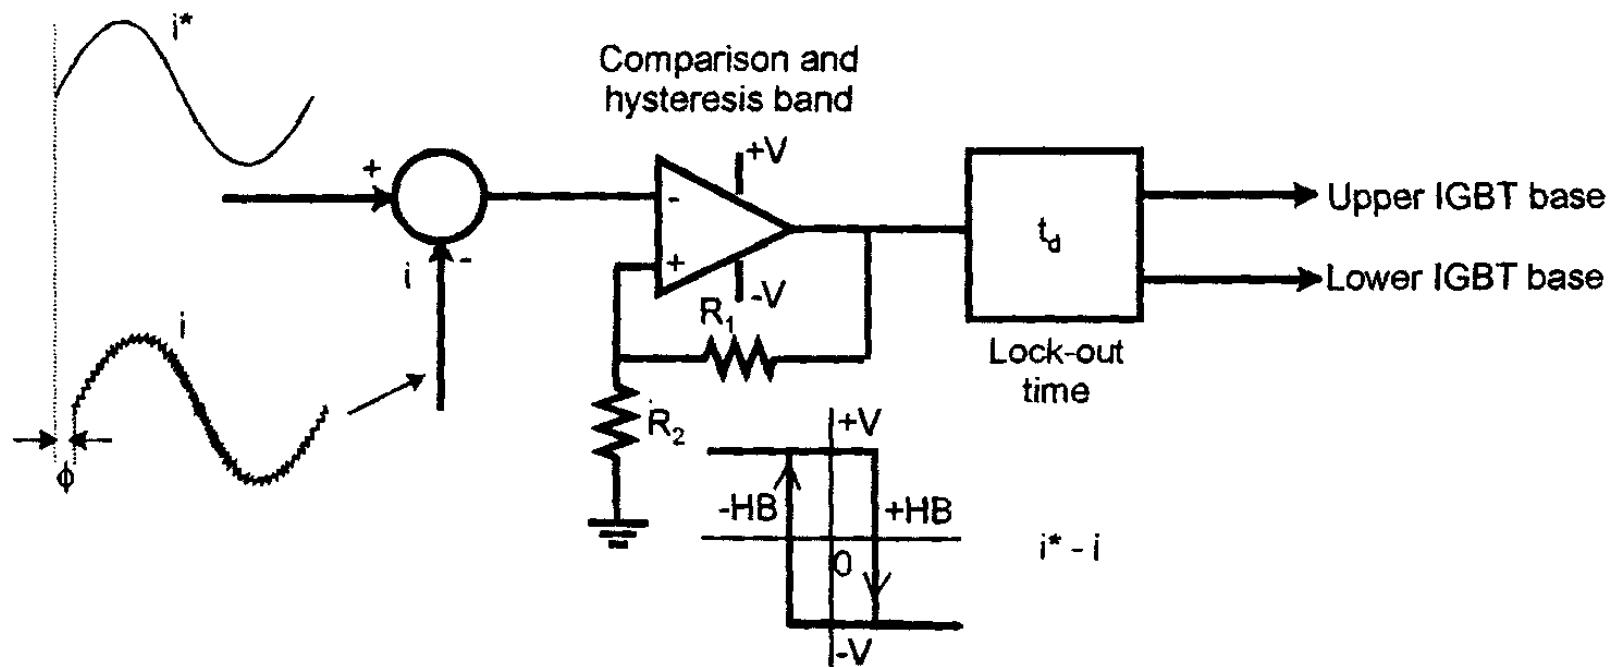 i*
Comparison and
hysteresis band
+V
+
-
Upper IGBT base
t_d
i
-
+
Lower IGBT base
-V
R₁
i
Lock-out
time
R₂
+V
-HB
+HB
ϕ
0
i* - i
-V